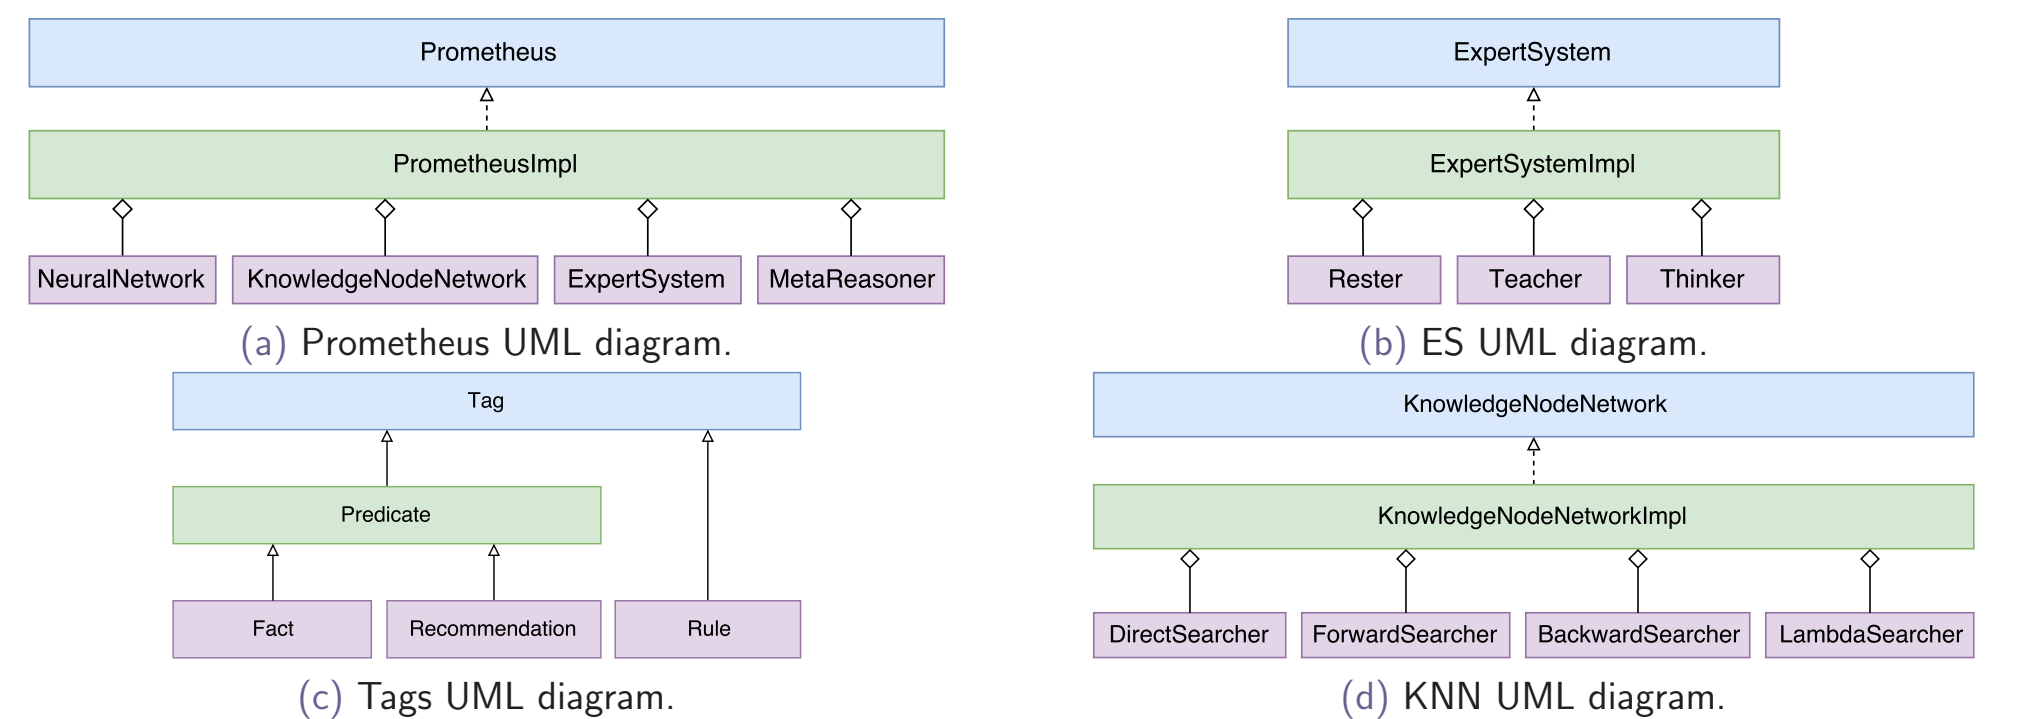 Prometheus
PrometheusImpl
NeuralNetwork KnowledgeNodeNetwork ExpertSystem MetaReasoner
(a) Prometheus UML diagram.
ExpertSystem
ExpertSystemImpl
Rester Teacher Thinker
(b) ES UML diagram.
Tag
Predicate
Fact Recommendation Rule
(c) Tags UML diagram.
KnowledgeNodeNetwork
KnowledgeNodeNetworkImpl
DirectSearcher ForwardSearcher BackwardSearcher LambdaSearcher
(d) KNN UML diagram.